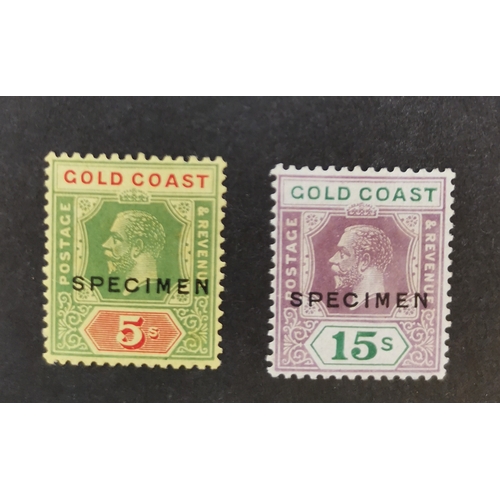 GOLD COAST
POSTAGE
& REVENUE
SPECIMEN
5s
GOLD COAST
POSTAGE
& REVENUE
SPECIMEN
15s